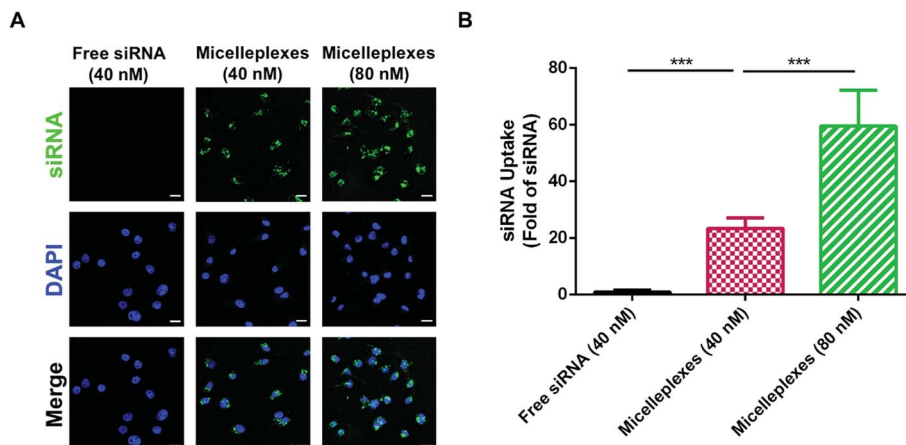 A
Free siRNA
(40 nM)
Micelleplexes
(40 nM)
Micelleplexes
(80 nM)
siRNA
DAPI
Merge
B
***
***
80
60
40
20
0
siRNA Uptake
(Fold of siRNA)
Free siRNA (40 nM)
Micelleplexes (40 nM)
Micelleplexes (80 nM)